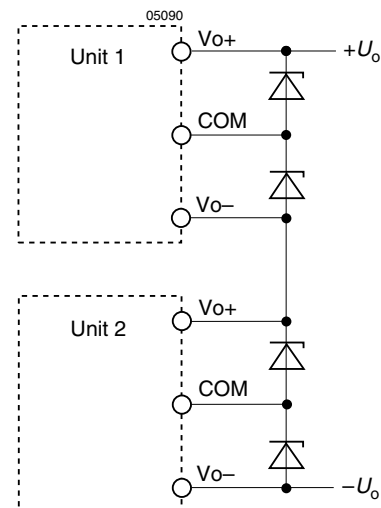 05090
Unit 1
Vo+
+Uo
COM
Vo–
Unit 2
Vo+
COM
Vo–
–Uo